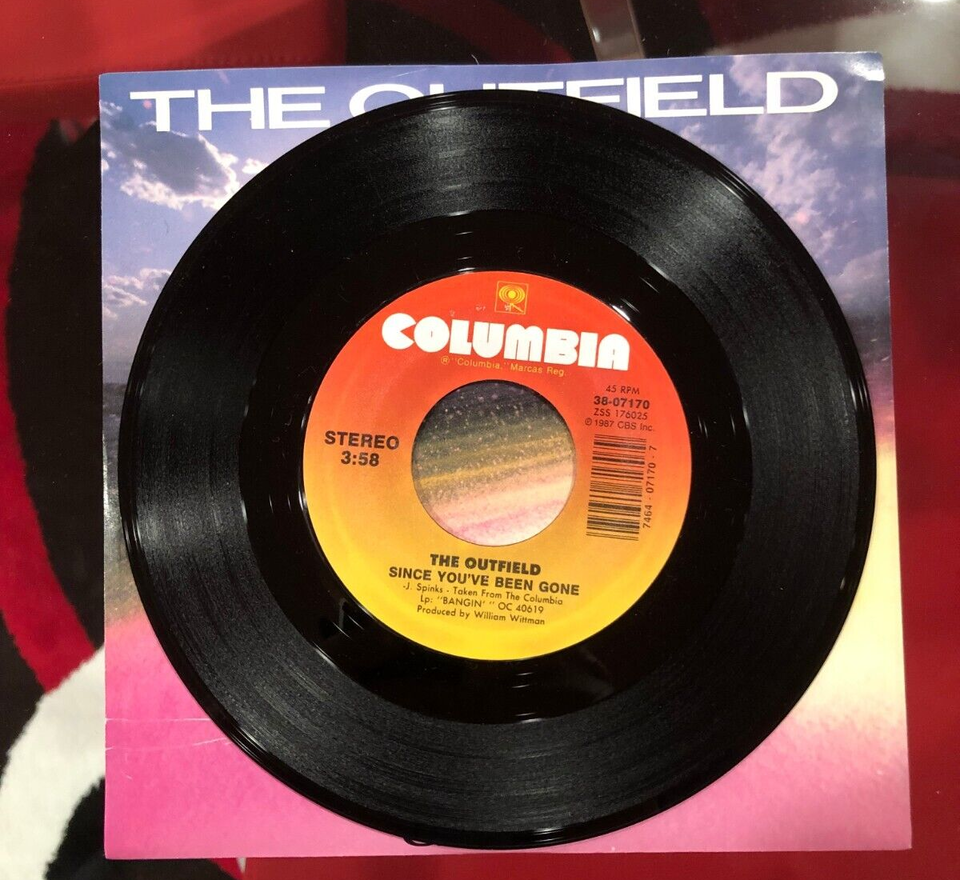 THE OUTFIELD
COLUMBIA
® "Columbia," Marcas Reg.
45 RPM
38-07170
ZSS 176025
© 1987 CBS Inc.
STEREO
3:58
7464-07170-7
THE OUTFIELD
SINCE YOU'VE BEEN GONE
-J. Spinks - Taken From The Columbia
Lp: "BANGIN' " OC 40619
Produced by William Wittman